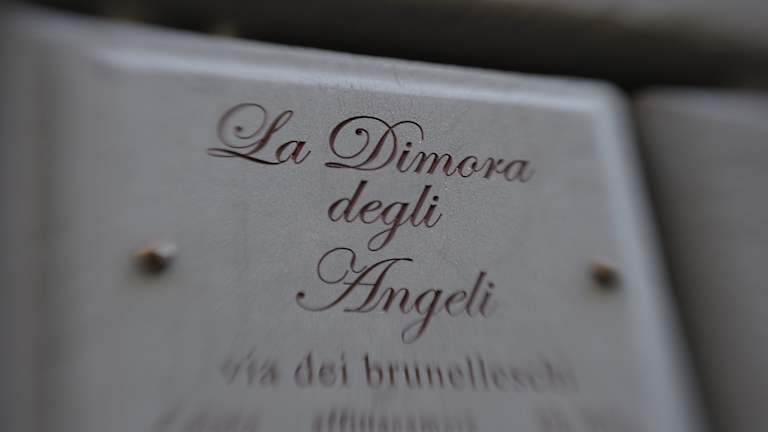 La Dimora
degli
Angeli
via dei brunelleschi